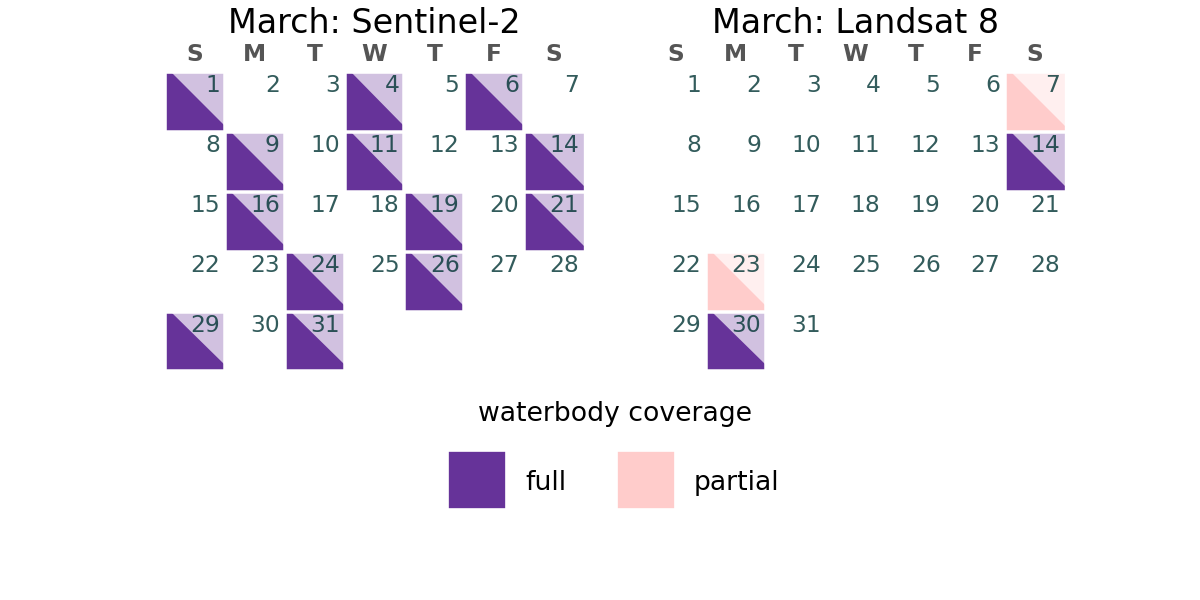 March: Sentinel-2
S M T W T F S
1 2 3 4 5 6 7
8 9 10 11 12 13 14
15 16 17 18 19 20 21
22 23 24 25 26 27 28
29 30 31
March: Landsat 8
S M T W T F S
1 2 3 4 5 6 7
8 9 10 11 12 13 14
15 16 17 18 19 20 21
22 23 24 25 26 27 28
29 30 31
waterbody coverage
full partial